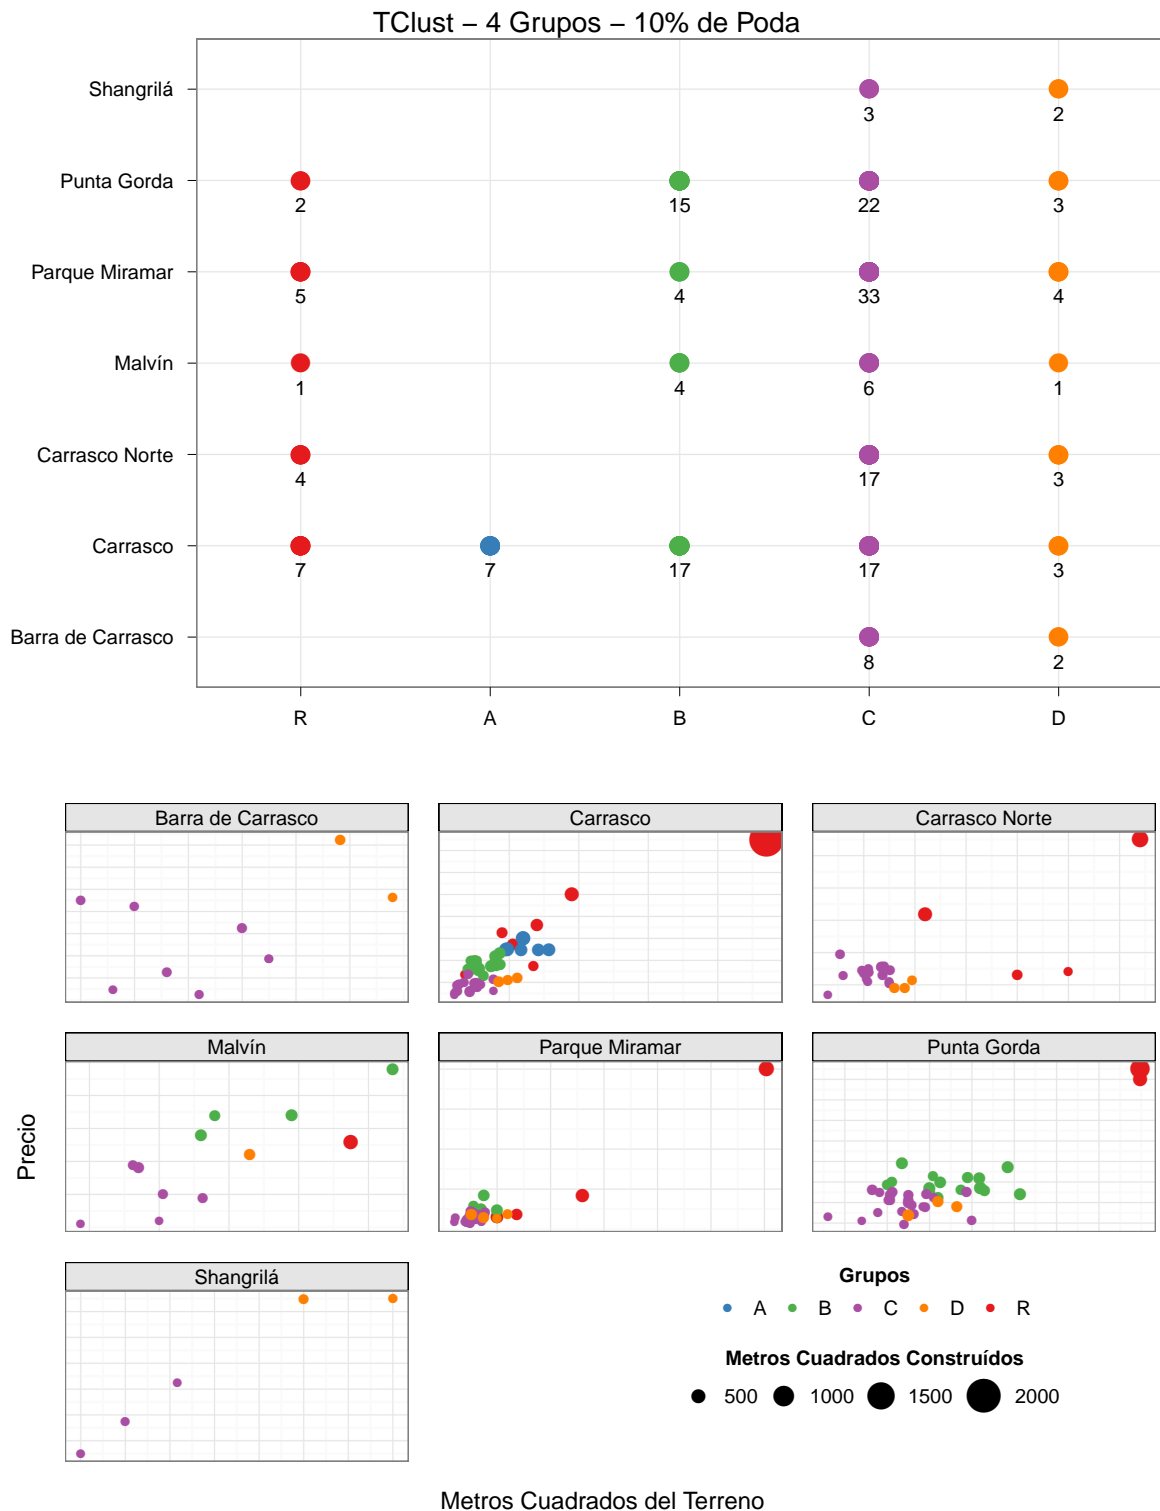 TClust – 4 Grupos – 10% de Poda
Shangrilá
3 2
Punta Gorda
2 15 22 3
Parque Miramar
5 4 33 4
Malvín
1 4 6 1
Carrasco Norte
4 17 3
Carrasco
7 7 17 17 3
Barra de Carrasco
8 2
R A B C D
Barra de Carrasco Carrasco Carrasco Norte
Malvín Parque Miramar Punta Gorda
Precio
Shangrilá
Grupos
A B C D R
Metros Cuadrados Construídos
500 1000 1500 2000
Metros Cuadrados del Terreno